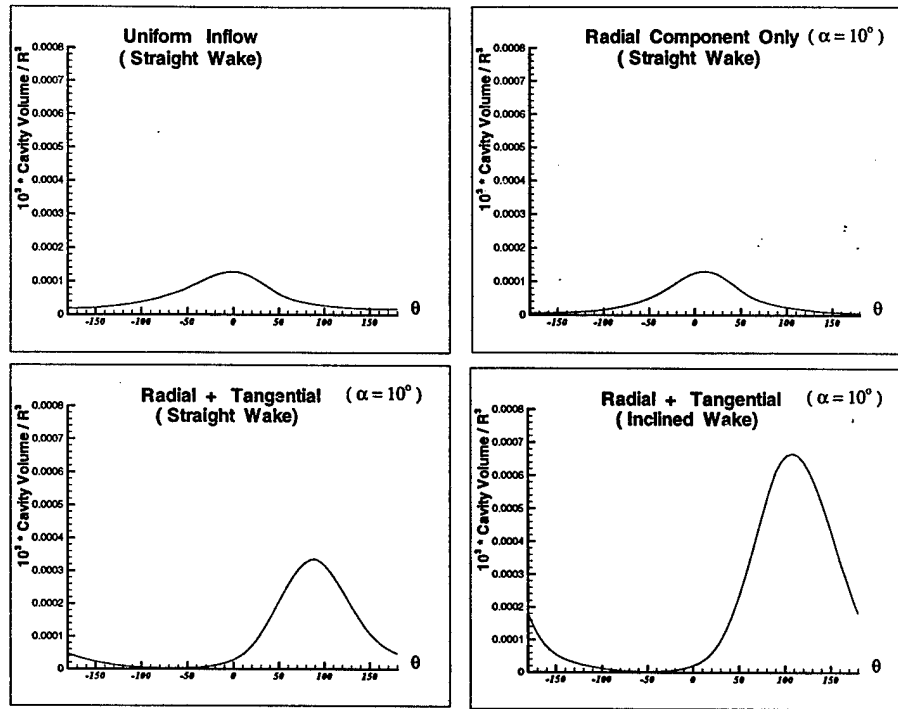 Uniform Inflow
( Straight Wake)
10³ * Cavity Volume / R³
0.0008
0.0007
0.0006
0.0005
0.0004
0.0003
0.0002
0.0001
0
-150 -100 -50 0 50 100 150 θ
Radial Component Only ( α = 10° )
(Straight Wake)
10³ * Cavity Volume / R³
0.0008
0.0007
0.0006
0.0005
0.0004
0.0003
0.0002
0.0001
0
-150 -100 -50 0 50 100 150 θ
Radial + Tangential ( α = 10° )
( Straight Wake)
10³ * Cavity Volume / R³
0.0008
0.0007
0.0006
0.0005
0.0004
0.0003
0.0002
0.0001
0
-150 -100 -50 0 50 100 150 θ
Radial + Tangential ( α = 10° )
( Inclined Wake)
10³ * Cavity Volume / R³
0.0008
0.0007
0.0006
0.0005
0.0004
0.0003
0.0002
0.0001
0
-150 -100 -50 0 50 100 150 θ